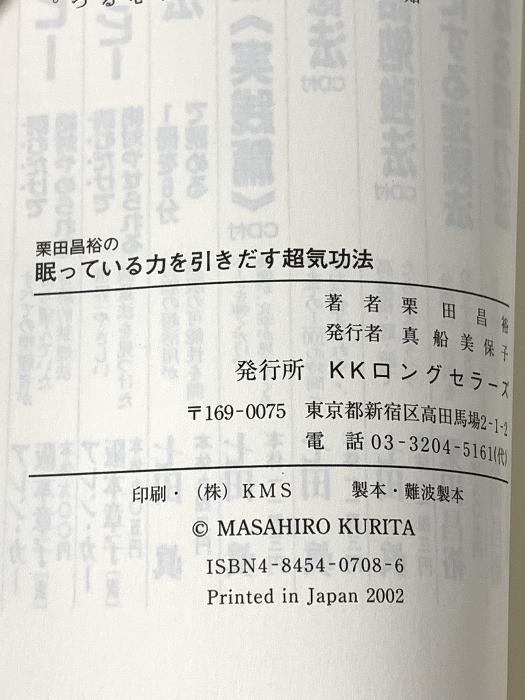 栗田昌裕の
眠っている力を引きだす超気功法
著 者 栗 田 昌 裕
発行者 真 船 美 保 子
発行所 KKロングセラーズ
〒169-0075 東京都新宿区高田馬場2-1-2
電 話 03-3204-5161(代)
印刷・(株)KMS 製本・難波製本
© MASAHIRO KURITA
ISBN4-8454-0708-6
Printed in Japan 2002